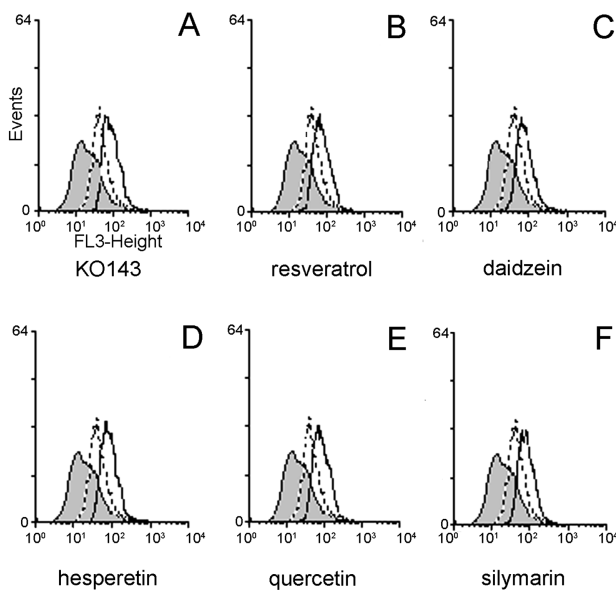 A B C
64 64 64
Events
0 0 0
10⁰ 10¹ 10² 10³ 10⁴ 10⁰ 10¹ 10² 10³ 10⁴ 10⁰ 10¹ 10² 10³ 10⁴
FL3-Height
KO143 resveratrol daidzein
D E F
64 64 64
0 0 0
10⁰ 10¹ 10² 10³ 10⁴ 10⁰ 10¹ 10² 10³ 10⁴ 10⁰ 10¹ 10² 10³ 10⁴
hesperetin quercetin silymarin